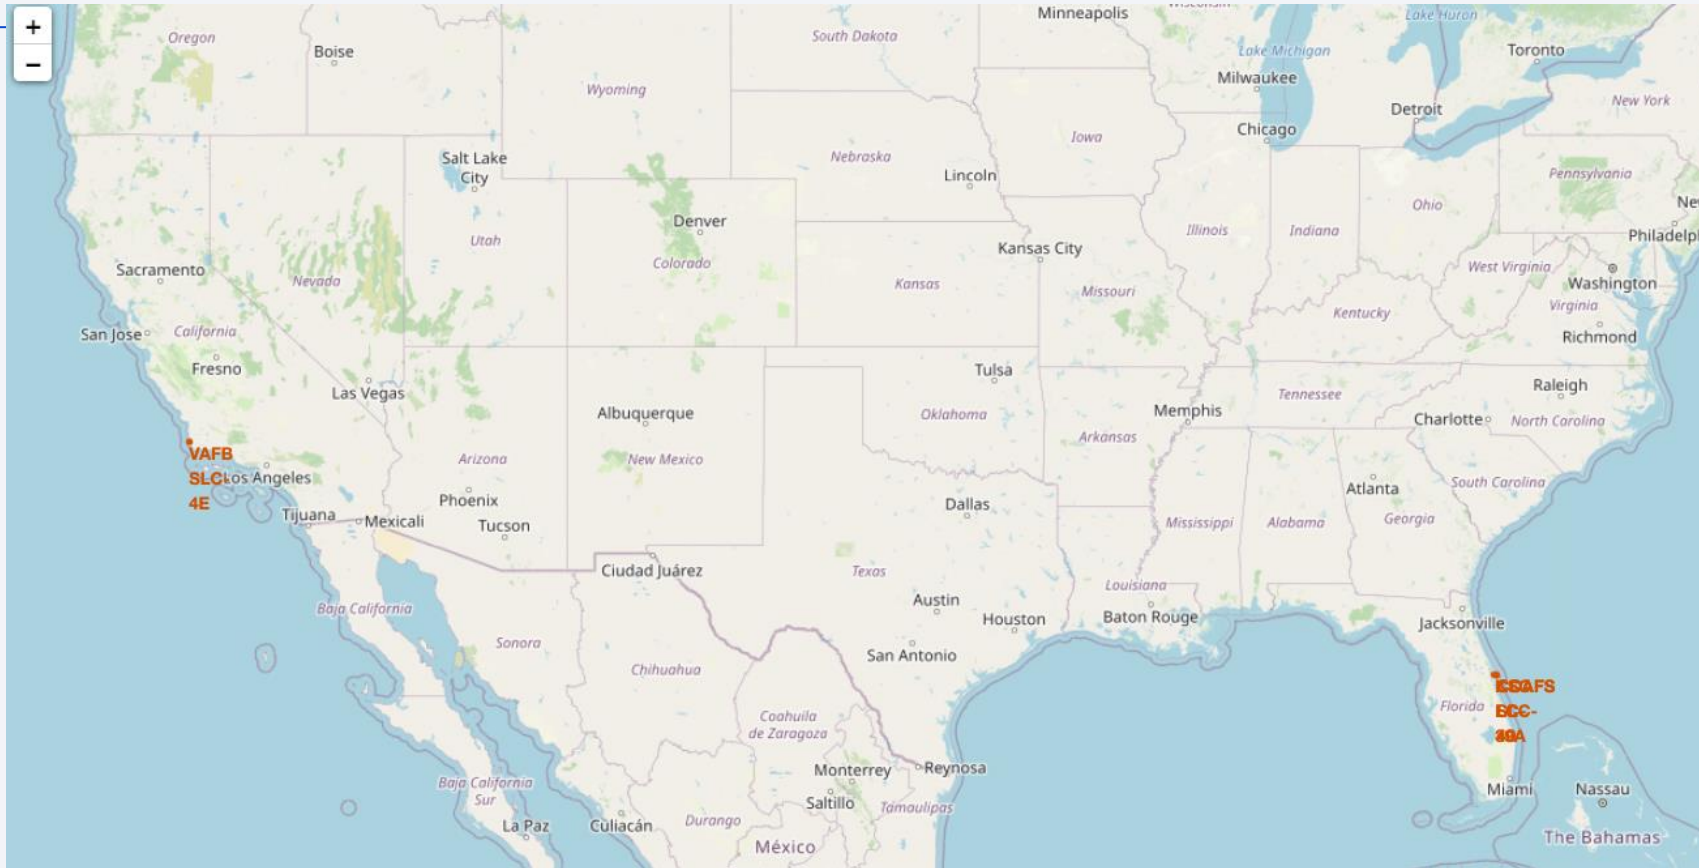 +
−
Minneapolis
Wisconsin
Lake Huron
Oregon
Boise
South Dakota
Lake Michigan
Toronto
Milwaukee
Wyoming
New York
Detroit
Chicago
Iowa
Salt Lake
City
Nebraska
Lincoln
Pennsylvania
Ohio
Denver
Utah
Illinois
Indiana
Philadelp
Kansas City
Colorado
Sacramento
Nevada
Kansas
Missouri
West Virginia
Washington
Virginia
Kentucky
San Jose
California
Richmond
Fresno
Tulsa
Las Vegas
Tennessee
Raleigh
Albuquerque
Oklahoma
Memphis
Charlotte
North Carolina
Arkansas
VAFB
SLC-
4E
Los Angeles
Arizona
New Mexico
South Carolina
Atlanta
Phoenix
Dallas
Tijuana
Mexicali
Tucson
Mississippi
Alabama
Georgia
Ciudad Juárez
Texas
Louisiana
Austin
Baja California
Houston
Baton Rouge
Jacksonville
Sonora
San Antonio
Chihuahua
Florida
Coahuila
de Zaragoza
Monterrey
Reynosa
Baja California
Sur
Miami
Nassau
Saltillo
Tamaulipas
La Paz
Culiacán
Durango
México
The Bahamas